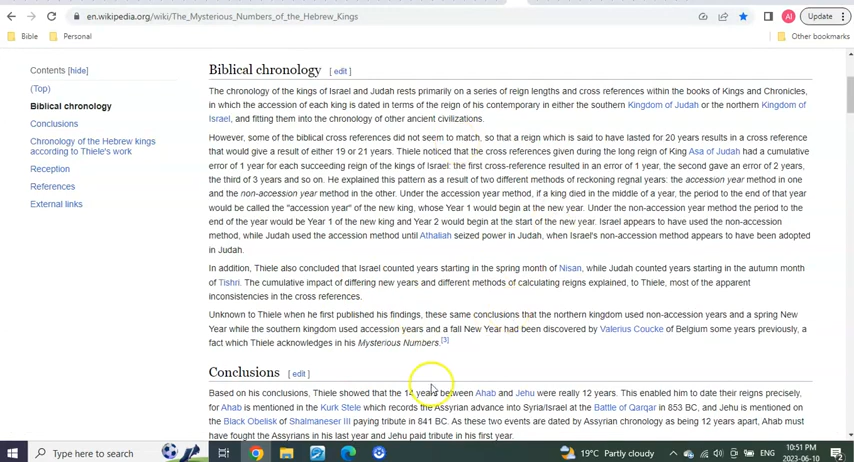 en.wikipedia.org/wiki/The_Mysterious_Numbers_of_the_Hebrew_Kings
AI
Update
Bible
Personal
Other bookmarks
Contents [hide]
(Top)
Biblical chronology
Conclusions
Chronology of the Hebrew kings
according to Thiele's work
Reception
References
External links
Biblical chronology [ edit ]
The chronology of the kings of Israel and Judah rests primarily on a series of reign lengths and cross references within the books of Kings and Chronicles,
in which the accession of each king is dated in terms of the reign of his contemporary in either the southern Kingdom of Judah or the northern Kingdom of
Israel, and fitting them into the chronology of other ancient civilizations.
However, some of the biblical cross references did not seem to match, so that a reign which is said to have lasted for 20 years results in a cross reference
that would give a result of either 19 or 21 years. Thiele noticed that the cross references given during the long reign of King Asa of Judah had a cumulative
error of 1 year for each succeeding reign of the kings of Israel: the first cross-reference resulted in an error of 1 year, the second gave an error of 2 years,
the third of 3 years and so on. He explained this pattern as a result of two different methods of reckoning regnal years: the accession year method in one
and the non-accession year method in the other. Under the accession year method, if a king died in the middle of a year, the period to the end of that year
would be called the "accession year" of the new king, whose Year 1 would begin at the new year. Under the non-accession year method the period to the
end of the year would be Year 1 of the new king and Year 2 would begin at the start of the new year. Israel appears to have used the non-accession
method, while Judah used the accession method until Athaliah seized power in Judah, when Israel's non-accession method appears to have been adopted
in Judah.
In addition, Thiele also concluded that Israel counted years starting in the spring month of Nisan, while Judah counted years starting in the autumn month
of Tishri. The cumulative impact of differing new years and different methods of calculating reigns explained, to Thiele, most of the apparent
inconsistencies in the cross references.
Unknown to Thiele when he first published his findings, these same conclusions that the northern kingdom used non-accession years and a spring New
Year while the southern kingdom used accession years and a fall New Year had been discovered by Valerius Coucke of Belgium some years previously, a
fact which Thiele acknowledges in his Mysterious Numbers.[3]
Conclusions [ edit ]
Based on his conclusions, Thiele showed that the 14 years between Ahab and Jehu were really 12 years. This enabled him to date their reigns precisely,
for Ahab is mentioned in the Kurk Stele which records the Assyrian advance into Syria/Israel at the Battle of Qarqar in 853 BC, and Jehu is mentioned on
the Black Obelisk of Shalmaneser III paying tribute in 841 BC. As these two events are dated by Assyrian chronology as being 12 years apart, Ahab must
have fought the Assyrians in his last year and Jehu paid tribute in his first year.
Type here to search
19°C Partly cloudy
ENG
10:51 PM
2023-06-10
2